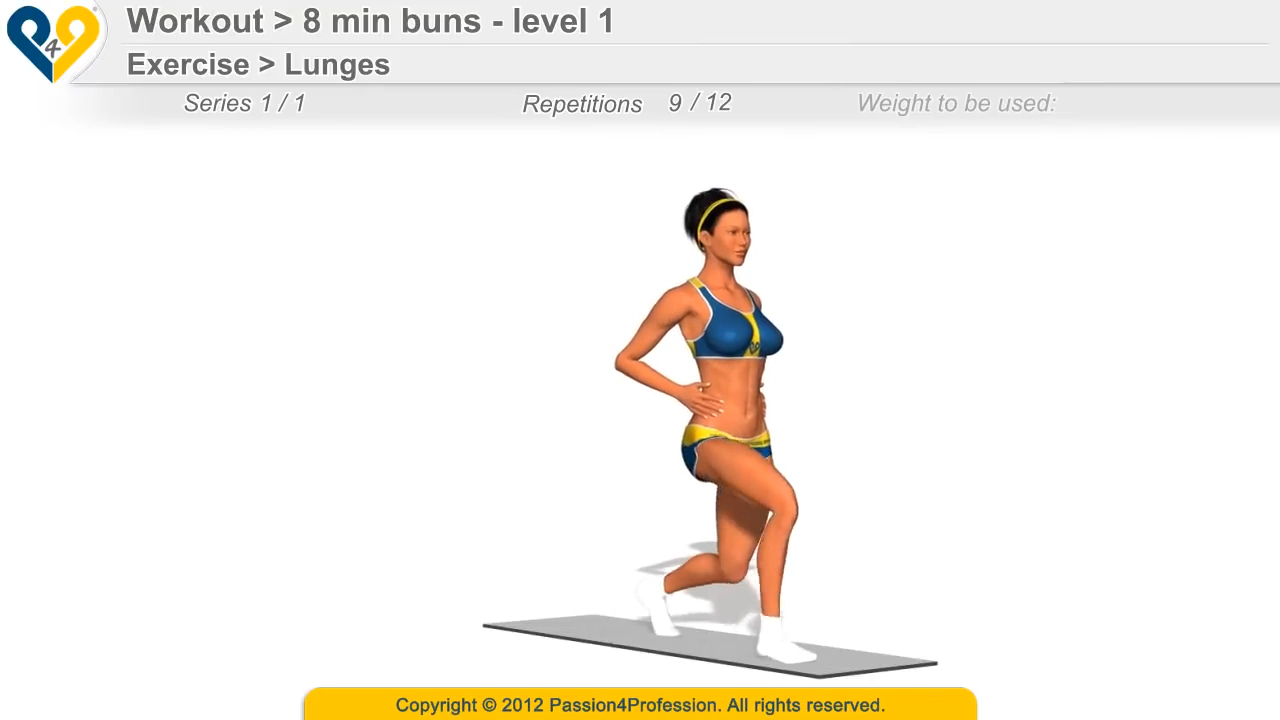 Workout > 8 min buns - level 1
Exercise > Lunges
Series 1 / 1 Repetitions 9 / 12 Weight to be used:
4
Copyright © 2012 Passion4Profession. All rights reserved.